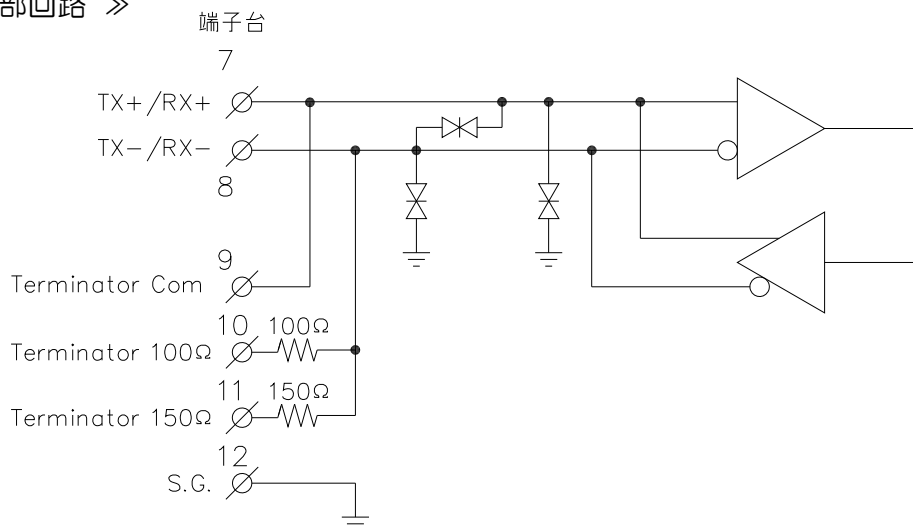 部回路 ≫
端子台
7
TX+/RX+
TX-/RX-
8
9
Terminator Com
10 100Ω
Terminator 100Ω
11 150Ω
Terminator 150Ω
12
S.G.